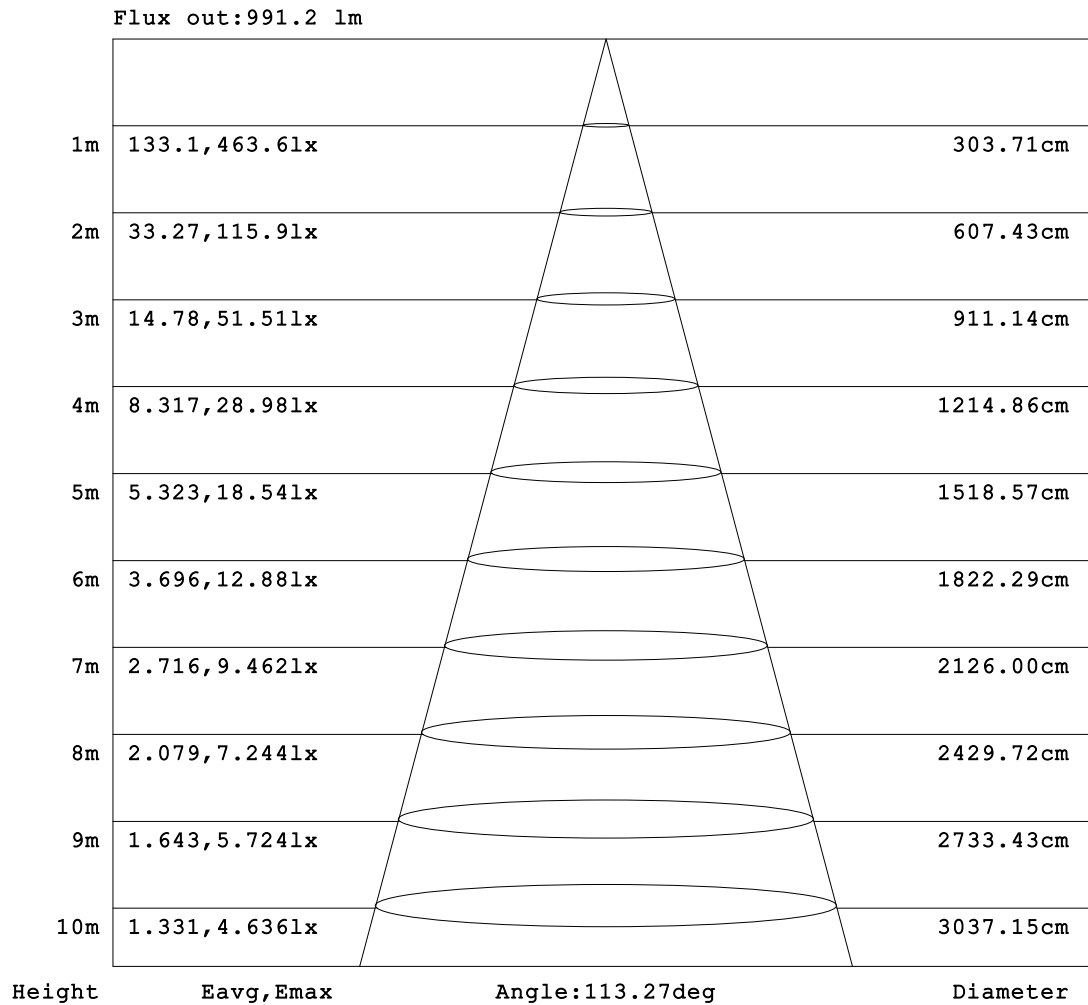 Flux out:991.2 lm
1m 133.1,463.6lx 303.71cm
2m 33.27,115.9lx 607.43cm
3m 14.78,51.51lx 911.14cm
4m 8.317,28.98lx 1214.86cm
5m 5.323,18.54lx 1518.57cm
6m 3.696,12.88lx 1822.29cm
7m 2.716,9.462lx 2126.00cm
8m 2.079,7.244lx 2429.72cm
9m 1.643,5.724lx 2733.43cm
10m 1.331,4.636lx 3037.15cm
Height Eavg,Emax Angle:113.27deg Diameter